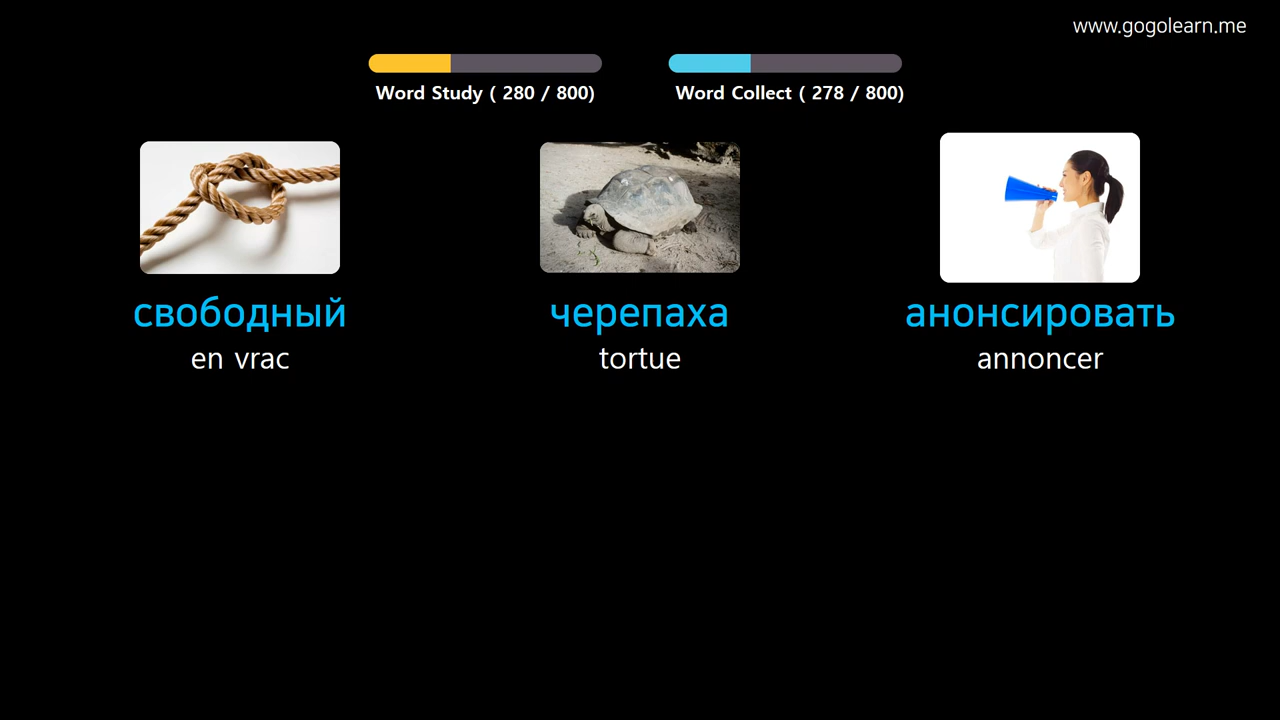 www.gogolearn.me
Word Study ( 280 / 800)
Word Collect ( 278 / 800)
свободный
черепаха
анонсировать
en vrac
tortue
annoncer